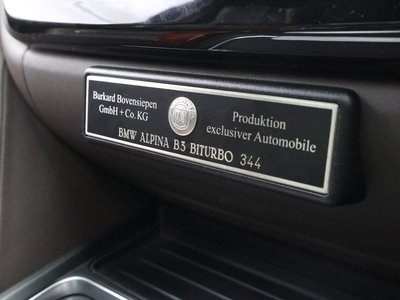 Burkard Bovensiepen
GmbH + Co. KG
Produktion
exclusiver Automobile
BMW ALPINA B3 BITURBO 344